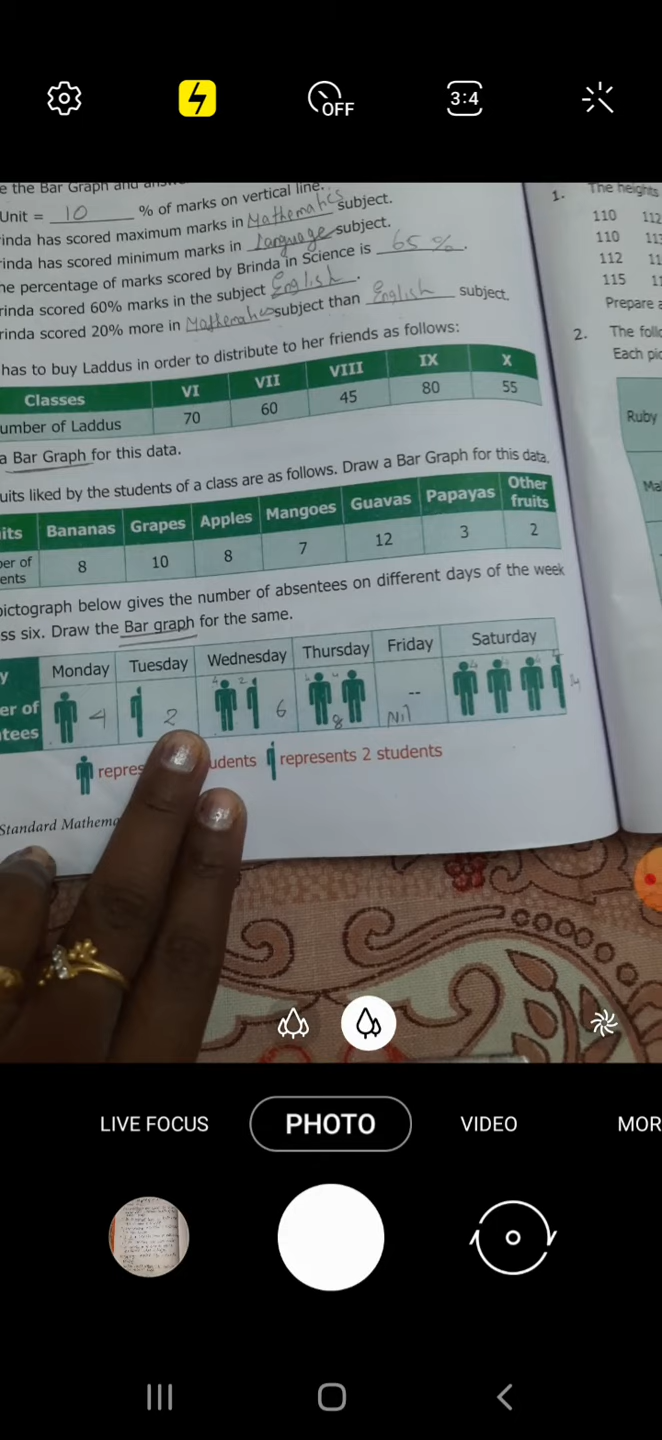 OFF
3:4
e the Bar Graph and
Unit = 10 % of marks on vertical line.
rinda has scored maximum marks in Mathematics subject.
rinda has scored minimum marks in Language subject.
he percentage of marks scored by Brinda in Science is 65 %.
rinda scored 60% marks in the subject English.
rinda scored 20% more in Mathematics subject than English subject.
has to buy Laddus in order to distribute to her friends as follows:
Classes VI VII VIII IX X
umber of Laddus 70 60 45 80 55
a Bar Graph for this data.
uits liked by the students of a class are as follows. Draw a Bar Graph for this data.
its Bananas Grapes Apples Mangoes Guavas Papayas Other fruits
ber of
ents 8 10 8 7 12 3 2
pictograph below gives the number of absentees on different days of the week
ss six. Draw the Bar graph for the same.
y Monday Tuesday Wednesday Thursday Friday Saturday
er of
tees 4 2 4 2 6 4 4 8 -- Nil 4 4 4
repres udents represents 2 students
Standard Mathema
1. The heights
110 112
110 11
112 11
115 1
Prepare a
2. The follo
Each pic
Ruby
Ma
LIVE FOCUS PHOTO VIDEO MOR